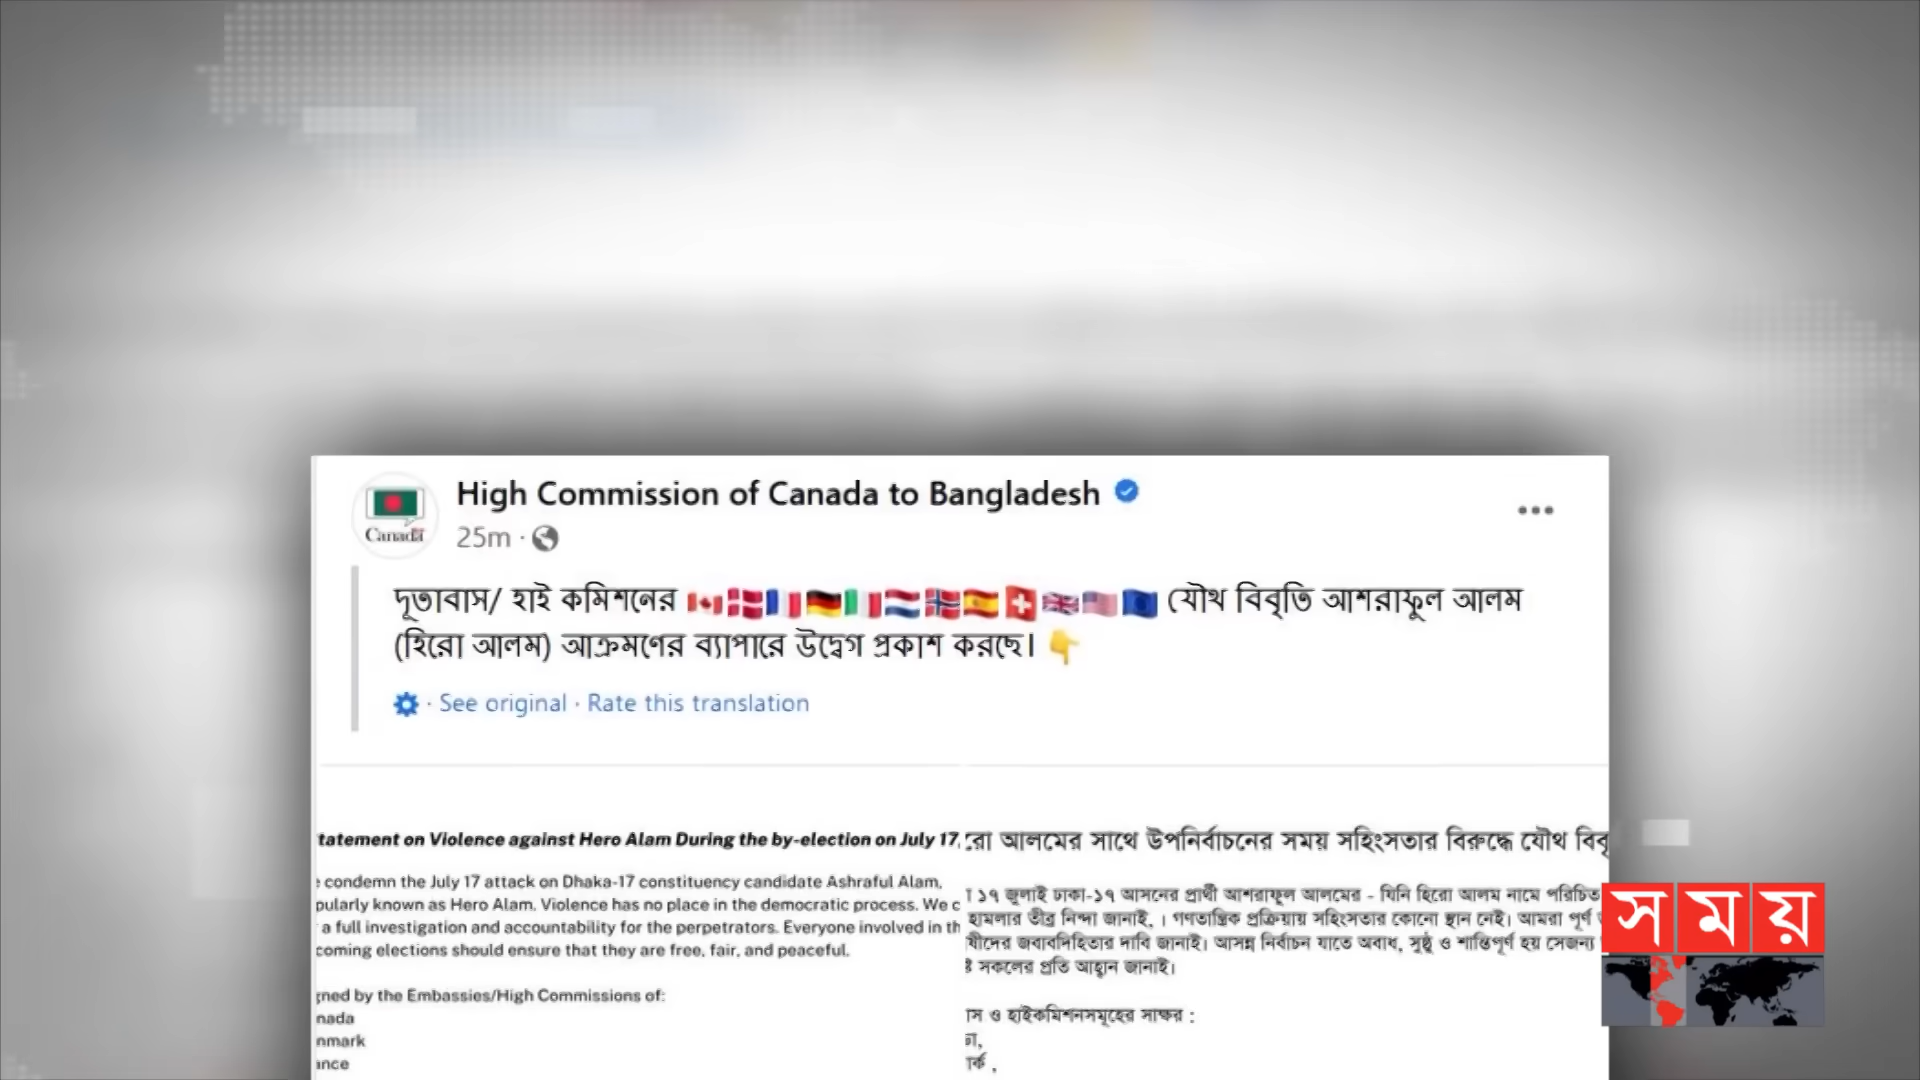 High Commission of Canada to Bangladesh
Canada
25m ·
দূতাবাস/ হাই কমিশনের 🇨🇦🇩🇰🇫🇷🇩🇪🇮🇹🇳🇱🇳🇴🇪🇸🇨🇭🇬🇧🇺🇸🇪🇺 যৌথ বিবৃতি আশরাফুল আলম
(হিরো আলম) আক্রমণের ব্যাপারে উদ্বেগ প্রকাশ করছে। 👇
· See original · Rate this translation
tatement on Violence against Hero Alam During the by-election on July 17,
condemn the July 17 attack on Dhaka-17 constituency candidate Ashraful Alam,
pularly known as Hero Alam. Violence has no place in the democratic process. We c
a full investigation and accountability for the perpetrators. Everyone involved in th
coming elections should ensure that they are free, fair, and peaceful.
gned by the Embassies/High Commissions of:
nada
nmark
ance
রো আলমের সাথে উপনির্বাচনের সময় সহিংসতার বিরুদ্ধে যৌথ বিবৃ
১৭ জুলাই ঢাকা-১৭ আসনের প্রার্থী আশরাফুল আলমের - যিনি হিরো আলম নামে পরিচিত
হামলার তীব্র নিন্দা জানাই, । গণতান্ত্রিক প্রক্রিয়ায় সহিংসতার কোনো স্থান নেই। আমরা পূর্ণ
ষীদের জবাবদিহিতার দাবি জানাই। আসন্ন নির্বাচন যাতে অবাধ, সুষ্ঠু ও শান্তিপূর্ণ হয় সেজন্য
সকলের প্রতি আহ্বান জানাই।
স ও হাইকমিশনসমূহের সাক্ষর :
ডা,
র্ক ,
সময়